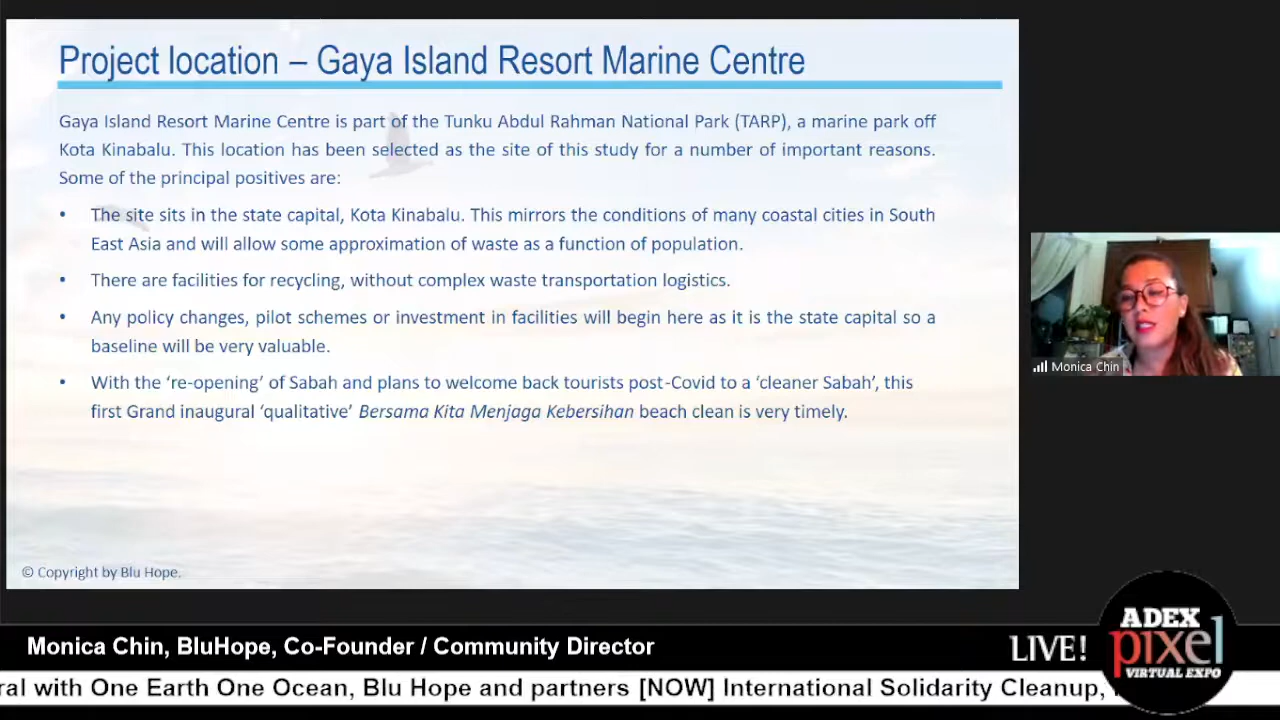 Project location – Gaya Island Resort Marine Centre
Gaya Island Resort Marine Centre is part of the Tunku Abdul Rahman National Park (TARP), a marine park off
Kota Kinabalu. This location has been selected as the site of this study for a number of important reasons.
Some of the principal positives are:
• The site sits in the state capital, Kota Kinabalu. This mirrors the conditions of many coastal cities in South
East Asia and will allow some approximation of waste as a function of population.
• There are facilities for recycling, without complex waste transportation logistics.
• Any policy changes, pilot schemes or investment in facilities will begin here as it is the state capital so a
baseline will be very valuable.
• With the ‘re-opening’ of Sabah and plans to welcome back tourists post-Covid to a ‘cleaner Sabah’, this
first Grand inaugural ‘qualitative’ Bersama Kita Menjaga Kebersihan beach clean is very timely.
© Copyright by Blu Hope.
Monica Chin
Monica Chin, BluHope, Co-Founder / Community Director
LIVE!
ADEX
pixel
VIRTUAL EXPO
ral with One Earth One Ocean, Blu Hope and partners [NOW] International Solidarity Cleanup,